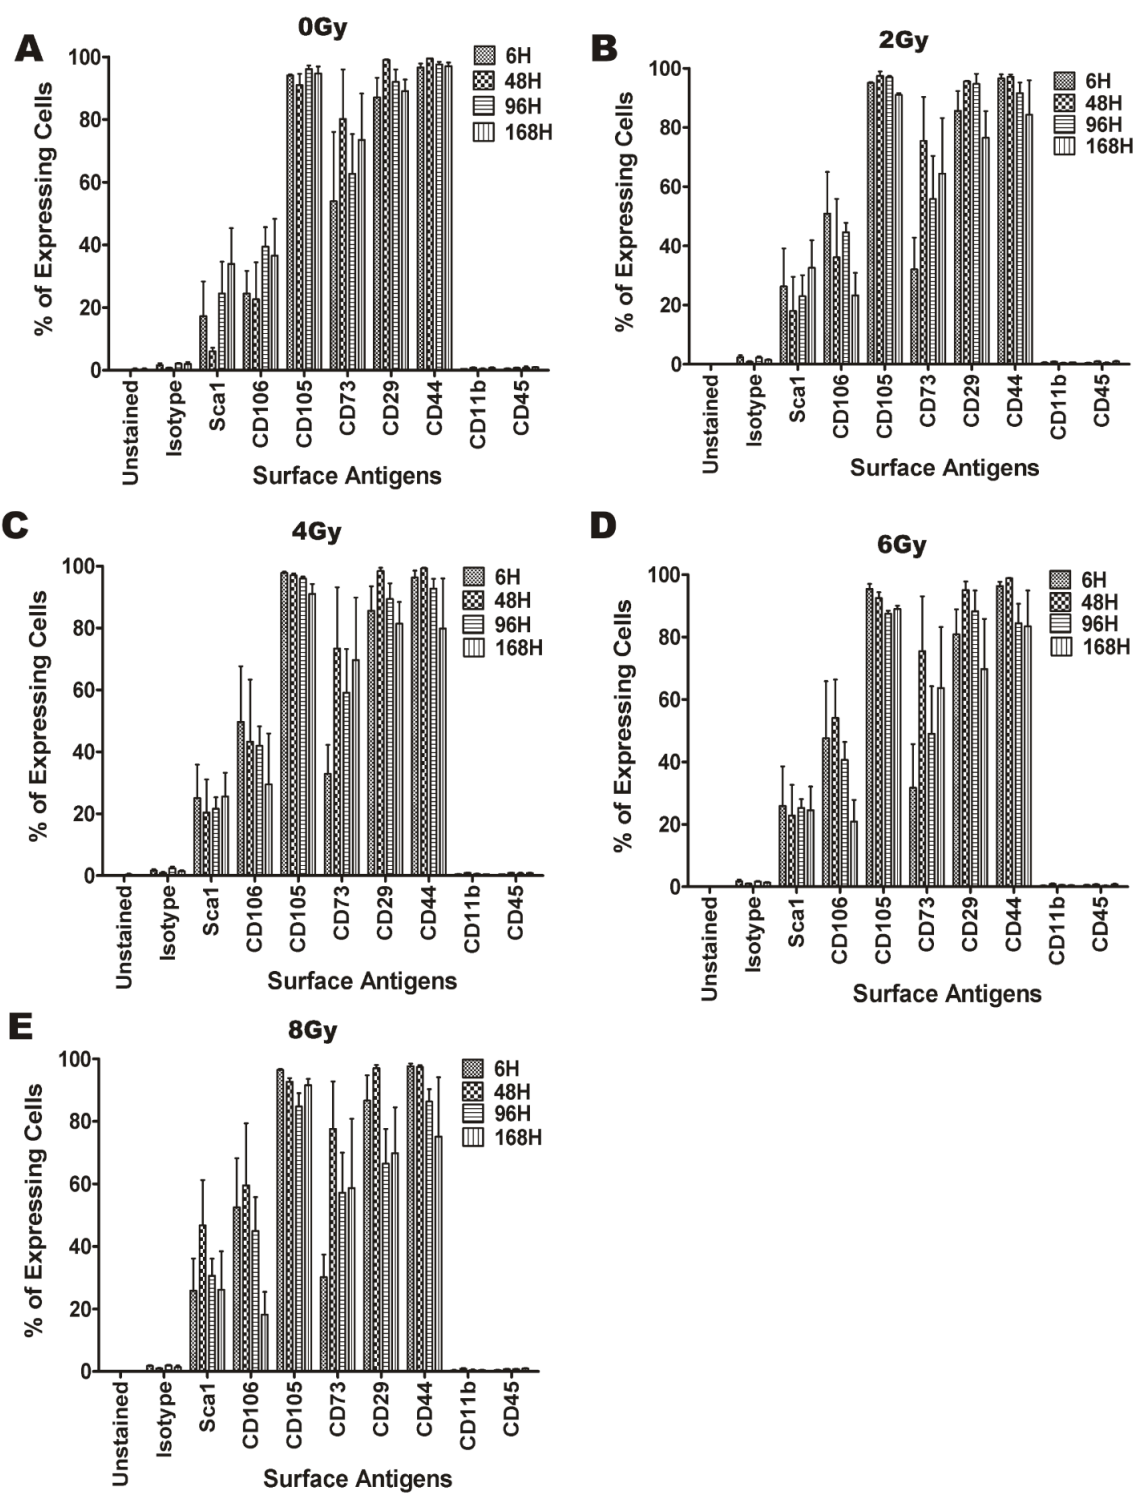 A
0Gy
% of Expressing Cells
100
80
60
40
20
0
6H
48H
96H
168H
Unstained
Isotype
Sca1
CD106
CD105
CD73
CD29
CD44
CD11b
CD45
Surface Antigens
B
2Gy
% of Expressing Cells
100
80
60
40
20
0
6H
48H
96H
168H
Unstained
Isotype
Sca1
CD106
CD105
CD73
CD29
CD44
CD11b
CD45
Surface Antigens
C
4Gy
% of Expressing Cells
100
80
60
40
20
0
6H
48H
96H
168H
Unstained
Isotype
Sca1
CD106
CD105
CD73
CD29
CD44
CD11b
CD45
Surface Antigens
D
6Gy
% of Expressing Cells
100
80
60
40
20
0
6H
48H
96H
168H
Unstained
Isotype
Sca1
CD106
CD105
CD73
CD29
CD44
CD11b
CD45
Surface Antigens
E
8Gy
% of Expressing Cells
100
80
60
40
20
0
6H
48H
96H
168H
Unstained
Isotype
Sca1
CD106
CD105
CD73
CD29
CD44
CD11b
CD45
Surface Antigens